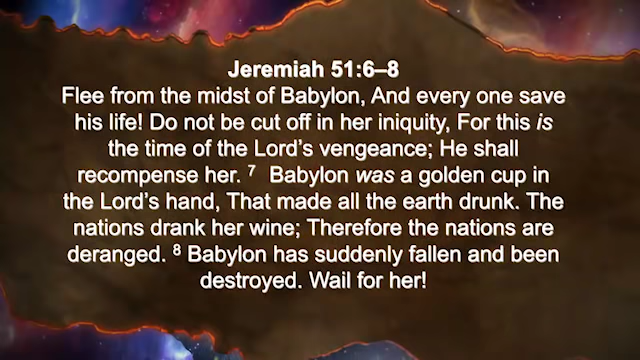 Jeremiah 51:6–8
Flee from the midst of Babylon, And every one save
his life! Do not be cut off in her iniquity, For this is
the time of the Lord’s vengeance; He shall
recompense her. 7 Babylon was a golden cup in
the Lord’s hand, That made all the earth drunk. The
nations drank her wine; Therefore the nations are
deranged. 8 Babylon has suddenly fallen and been
destroyed. Wail for her!